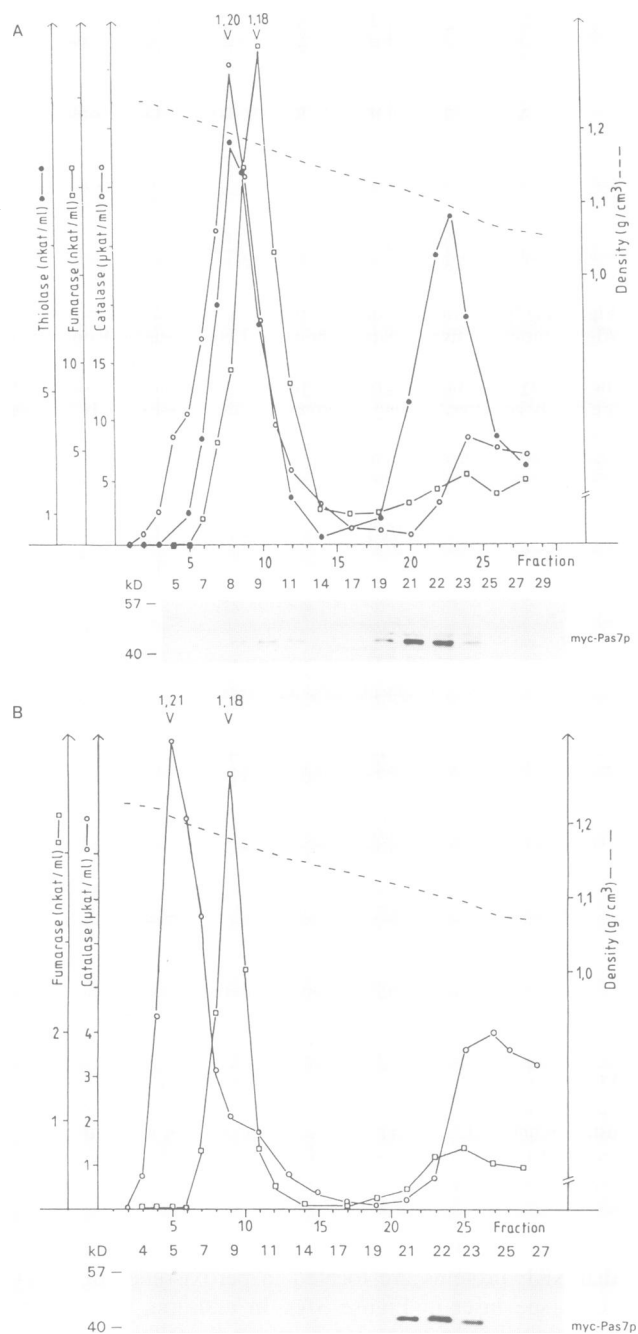 A
1,20 1,18
Thiolase (nkat/ml)
Fumarase (nkat/ml)
Catalase (µkat/ml)
Density (g/cm³)
1,2
1,1
1,0
10 15
5 10
5 5
1
5 10 15 20 25 Fraction
kD 5 7 8 9 11 14 17 19 21 22 23 25 27 29
57
40
myc-Pas7p
B
1,21 1,18
Fumarase (nkat/ml)
Catalase (µkat/ml)
Density (g/cm³)
1,2
1,1
1,0
2 4
3
1 2
1
5 10 15 20 25 Fraction
kD 4 5 7 9 11 14 17 19 21 22 23 25 27
57
40
myc-Pas7p